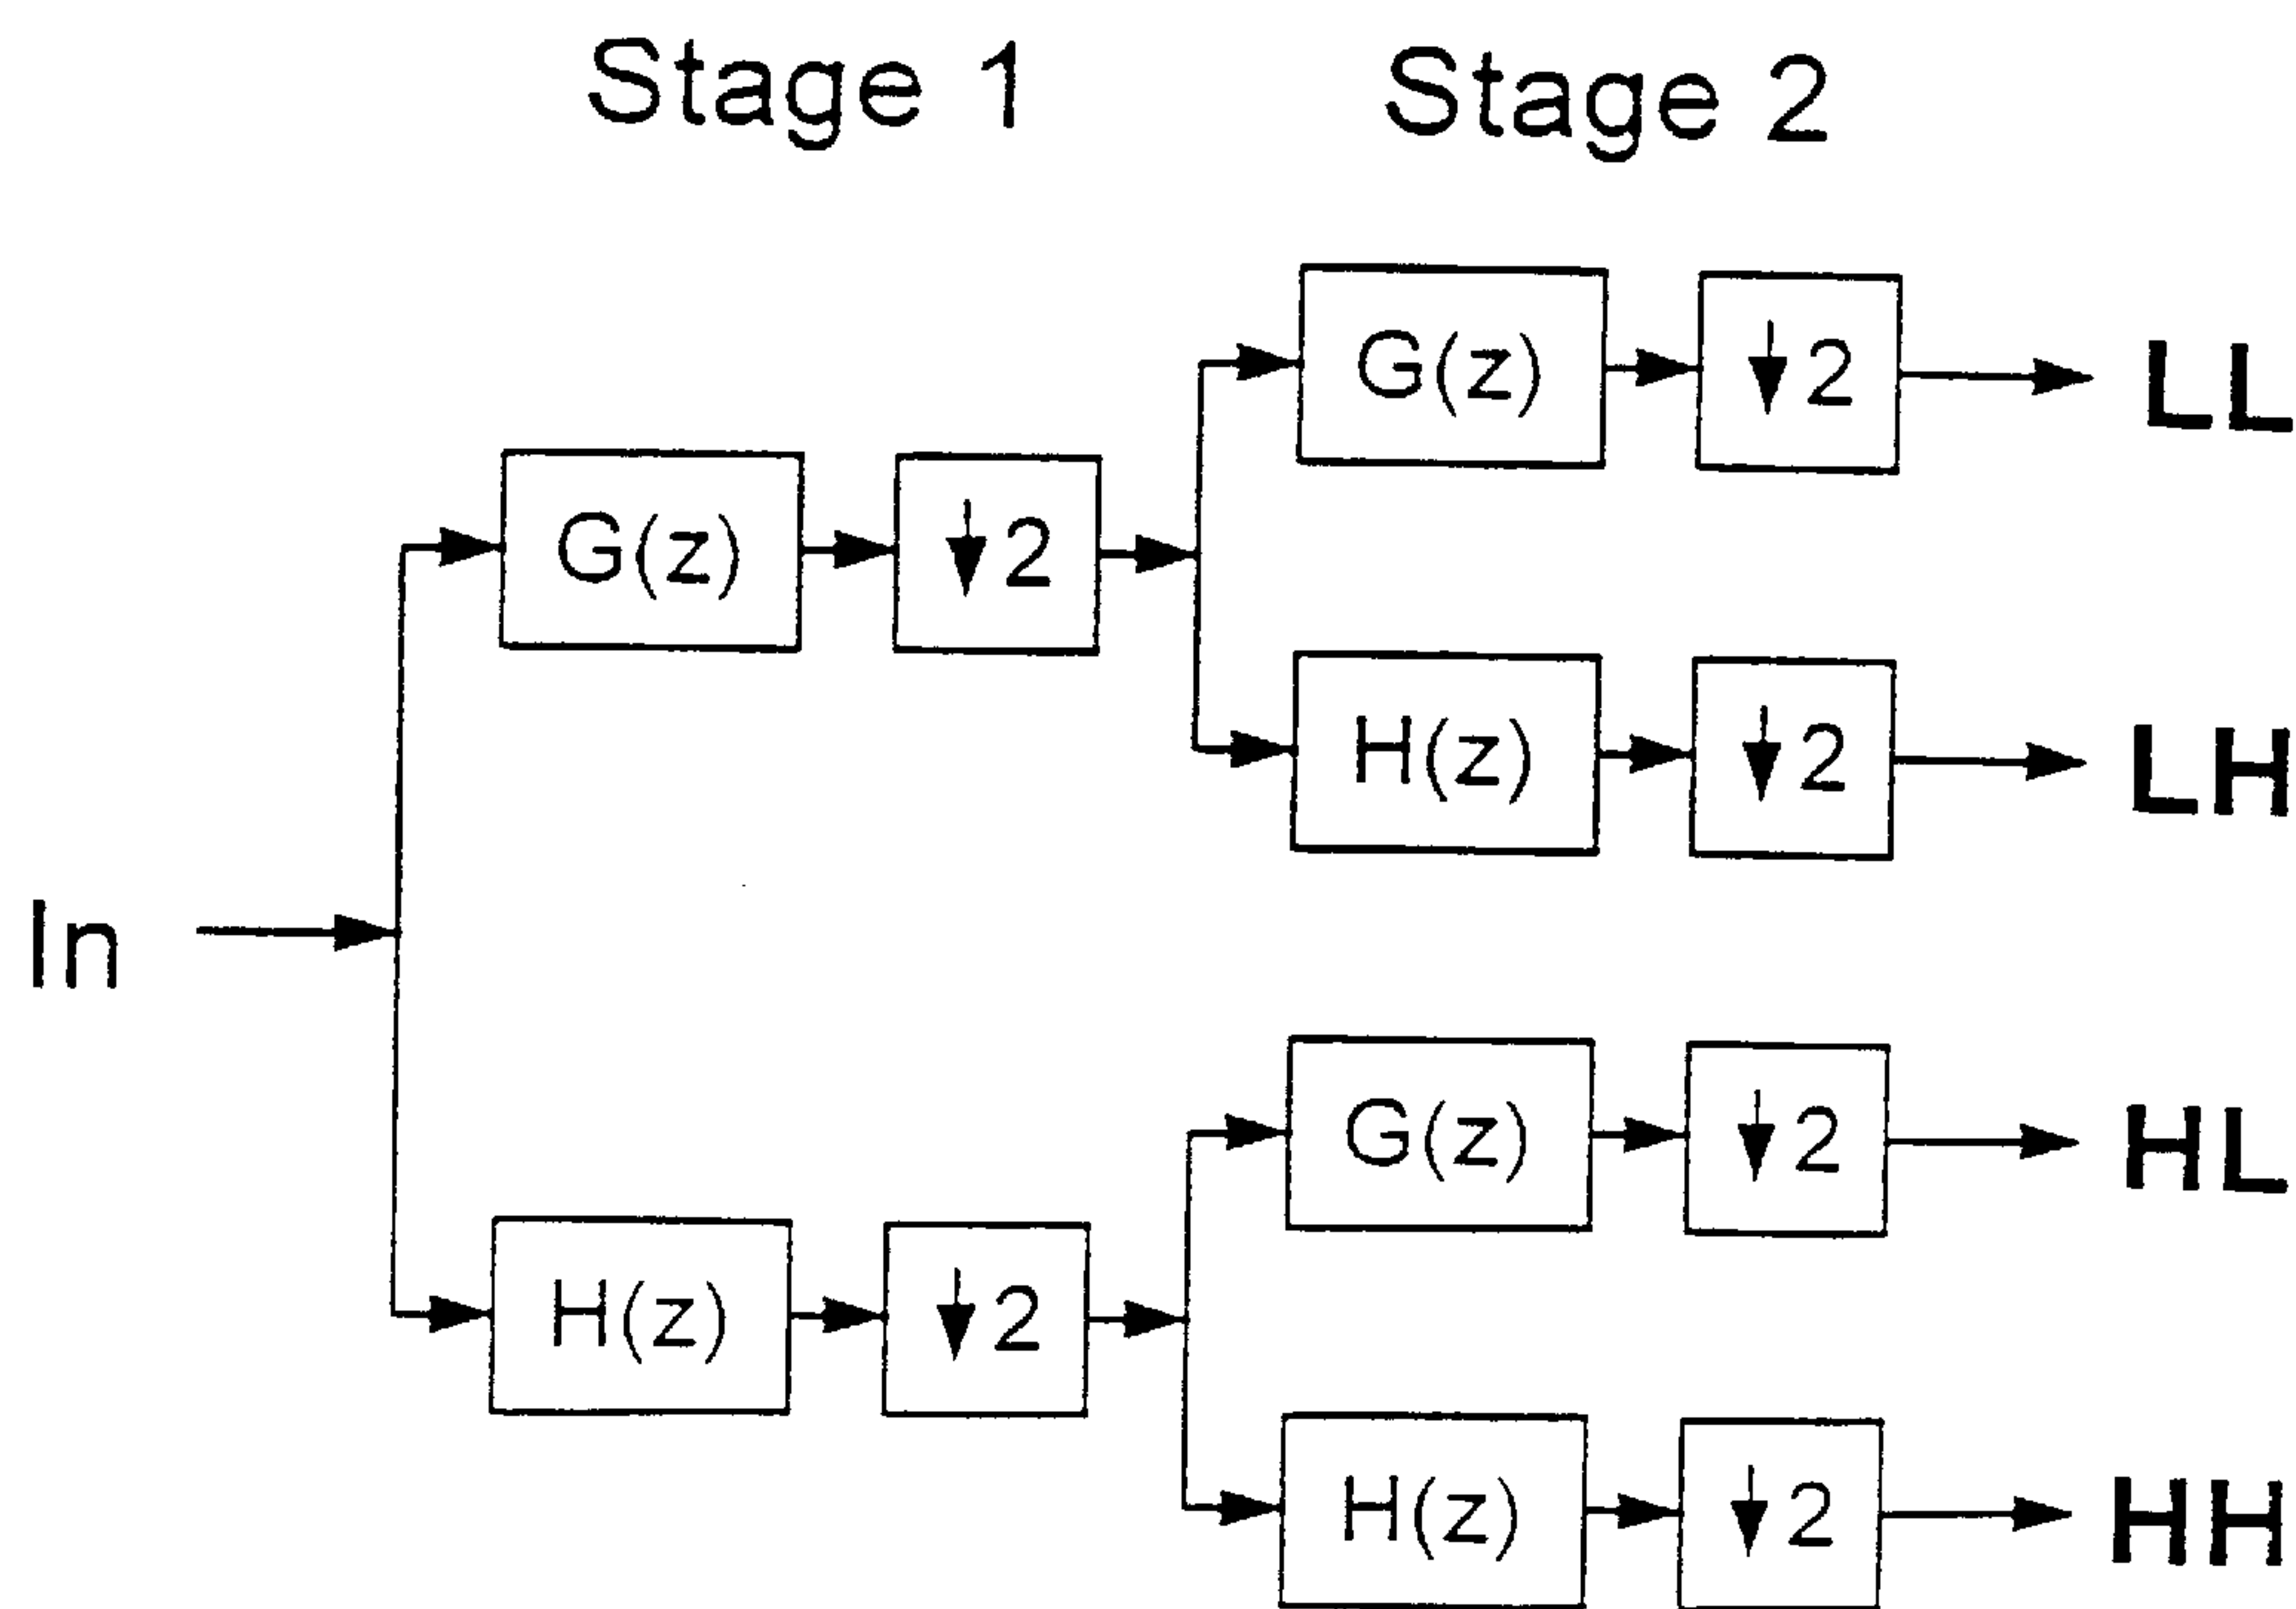 Stage 1 Stage 2
G(z) ↓2 LL
G(z) ↓2
H(z) ↓2 LH
In
G(z) ↓2 HL
H(z) ↓2
H(z) ↓2 HH